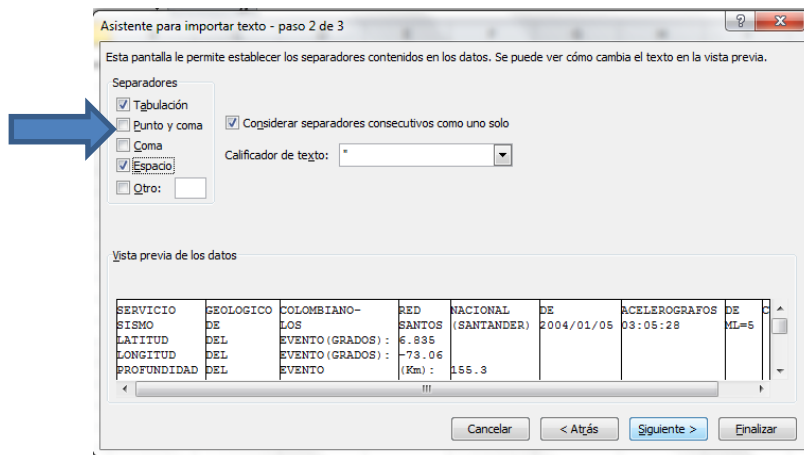 Asistente para importar texto - paso 2 de 3
Esta pantalla le permite establecer los separadores contenidos en los datos. Se puede ver cómo cambia el texto en la vista previa.
Separadores
Tabulación
Punto y coma
Coma
Espacio
Otro:
Considerar separadores consecutivos como uno solo
Calificador de texto: "
Vista previa de los datos
SERVICIO GEOLOGICO COLOMBIANO- RED NACIONAL DE ACELEROGRAFOS DE C
SISMO DE LOS SANTOS (SANTANDER) 2004/01/05 03:05:28 ML=5
LATITUD DEL EVENTO(GRADOS): 6.835
LONGITUD DEL EVENTO(GRADOS): -73.06
PROFUNDIDAD DEL EVENTO (Km): 155.3
Cancelar < Atrás Siguiente > Finalizar